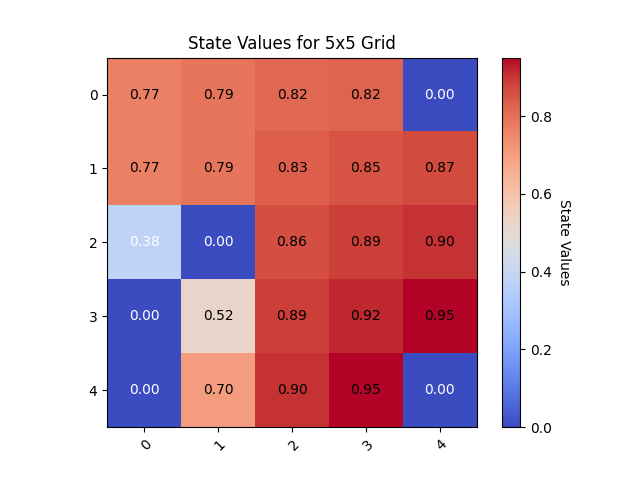 State Values for 5x5 Grid
0 0.77 0.79 0.82 0.82 0.00
1 0.77 0.79 0.83 0.85 0.87
2 0.38 0.00 0.86 0.89 0.90
3 0.00 0.52 0.89 0.92 0.95
4 0.00 0.70 0.90 0.95 0.00
0 1 2 3 4
0.8
0.6
0.4
0.2
0.0
State Values